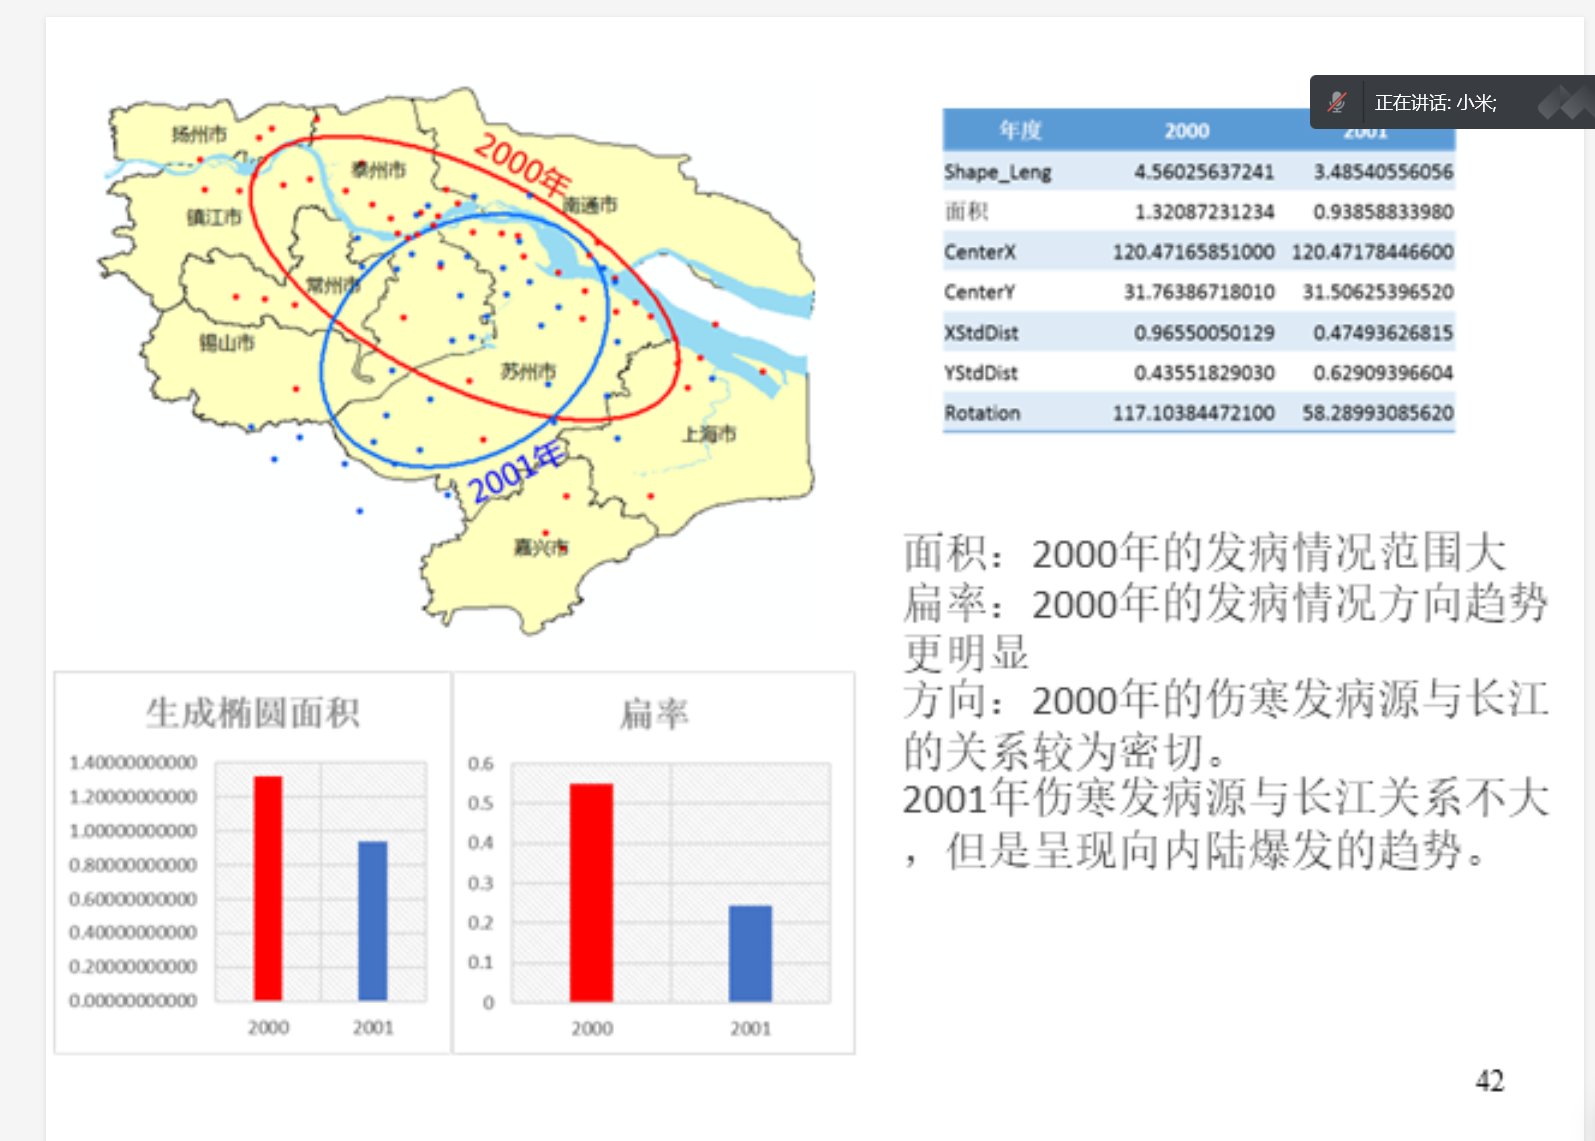 正在讲话: 小米;
扬州市
泰州市
2000年
南通市
镇江市
常州市
锡山市
苏州市
上海市
2001年
嘉兴市
年度 2000 2001
Shape_Leng 4.56025637241 3.48540556056
面积 1.32087231234 0.93858833980
CenterX 120.47165851000 120.47178446600
CenterY 31.76386718010 31.50625396520
XStdDist 0.96550050129 0.47493626815
YStdDist 0.43551829030 0.62909396604
Rotation 117.10384472100 58.28993085620
面积：2000年的发病情况范围大
扁率：2000年的发病情况方向趋势
更明显
方向：2000年的伤寒发病源与长江
的关系较为密切。
2001年伤寒发病源与长江关系不大
，但是呈现向内陆爆发的趋势。
生成椭圆面积
1.40000000000
1.20000000000
1.00000000000
0.80000000000
0.60000000000
0.40000000000
0.20000000000
0.00000000000
2000 2001
扁率
0.6
0.5
0.4
0.3
0.2
0.1
0
2000 2001
42